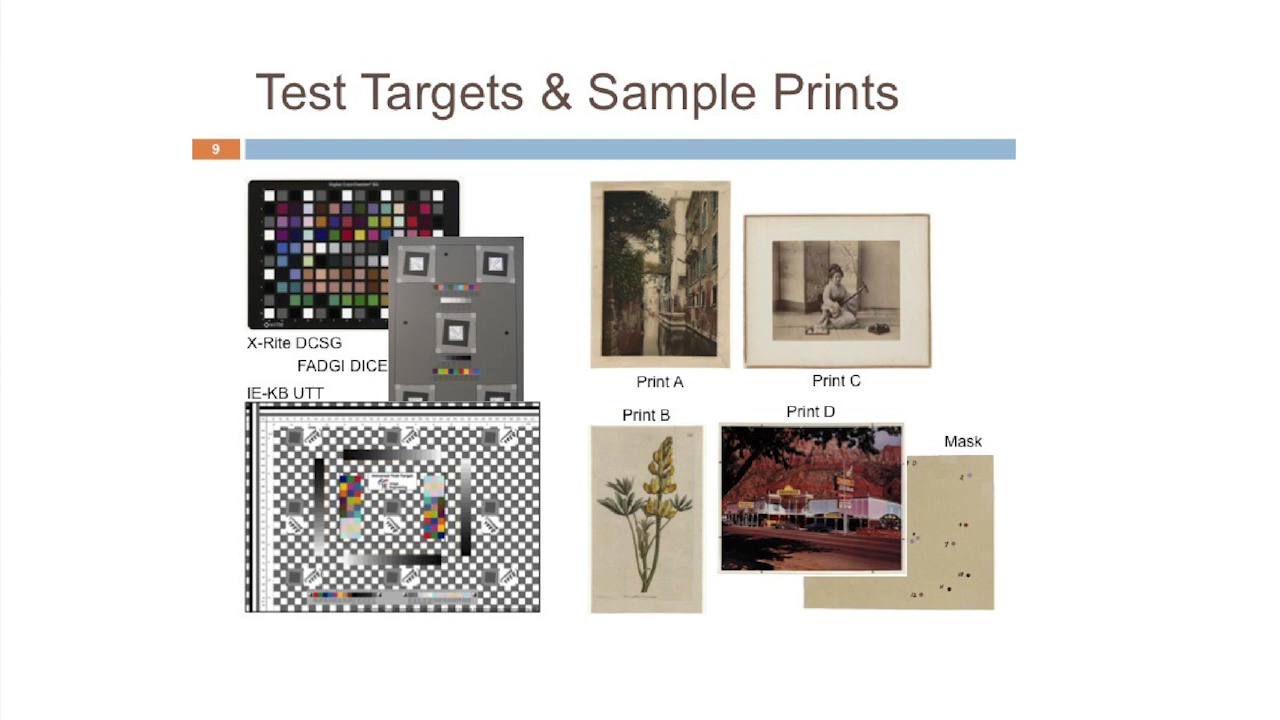 Test Targets & Sample Prints
9
X-Rite DCSG
FADGI DICE
IE-KB UTT
Print A
Print C
Print B
Print D
Mask